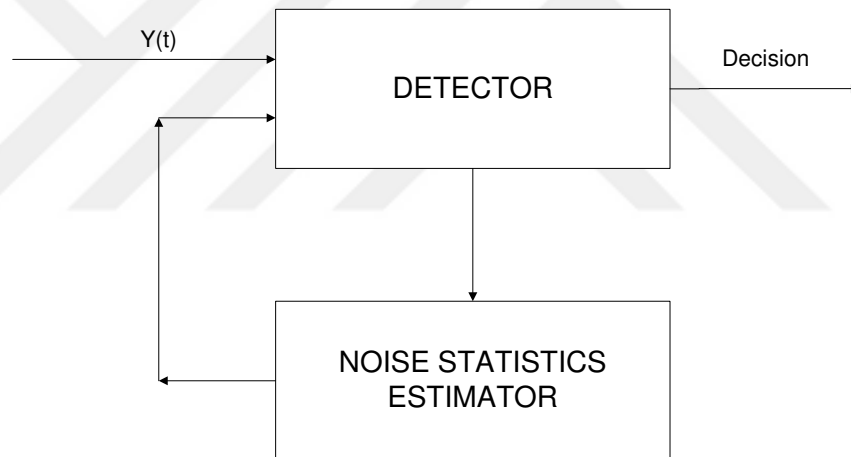 Y(t)
Decision
DETECTOR
NOISE STATISTICS
ESTIMATOR